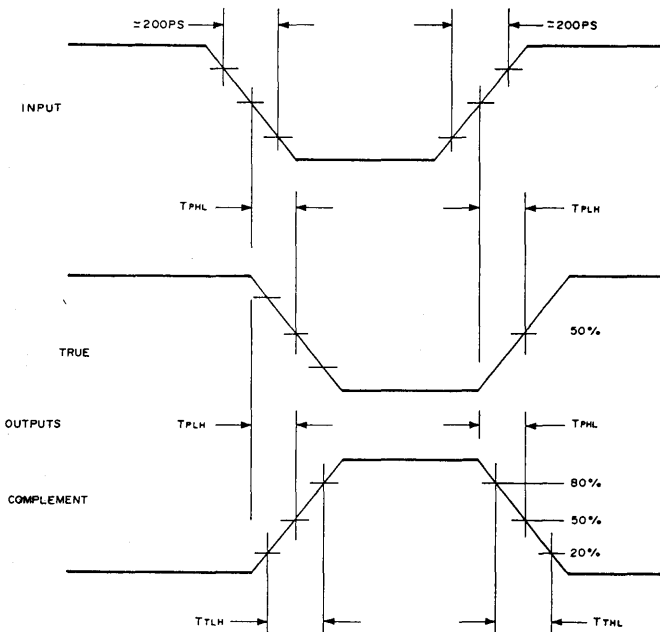 ≃200PS ≃200PS
INPUT
TPHL TPLH
50%
TRUE
OUTPUTS
TPLH TPHL
80%
COMPLEMENT
50%
20%
TTLH TTHL